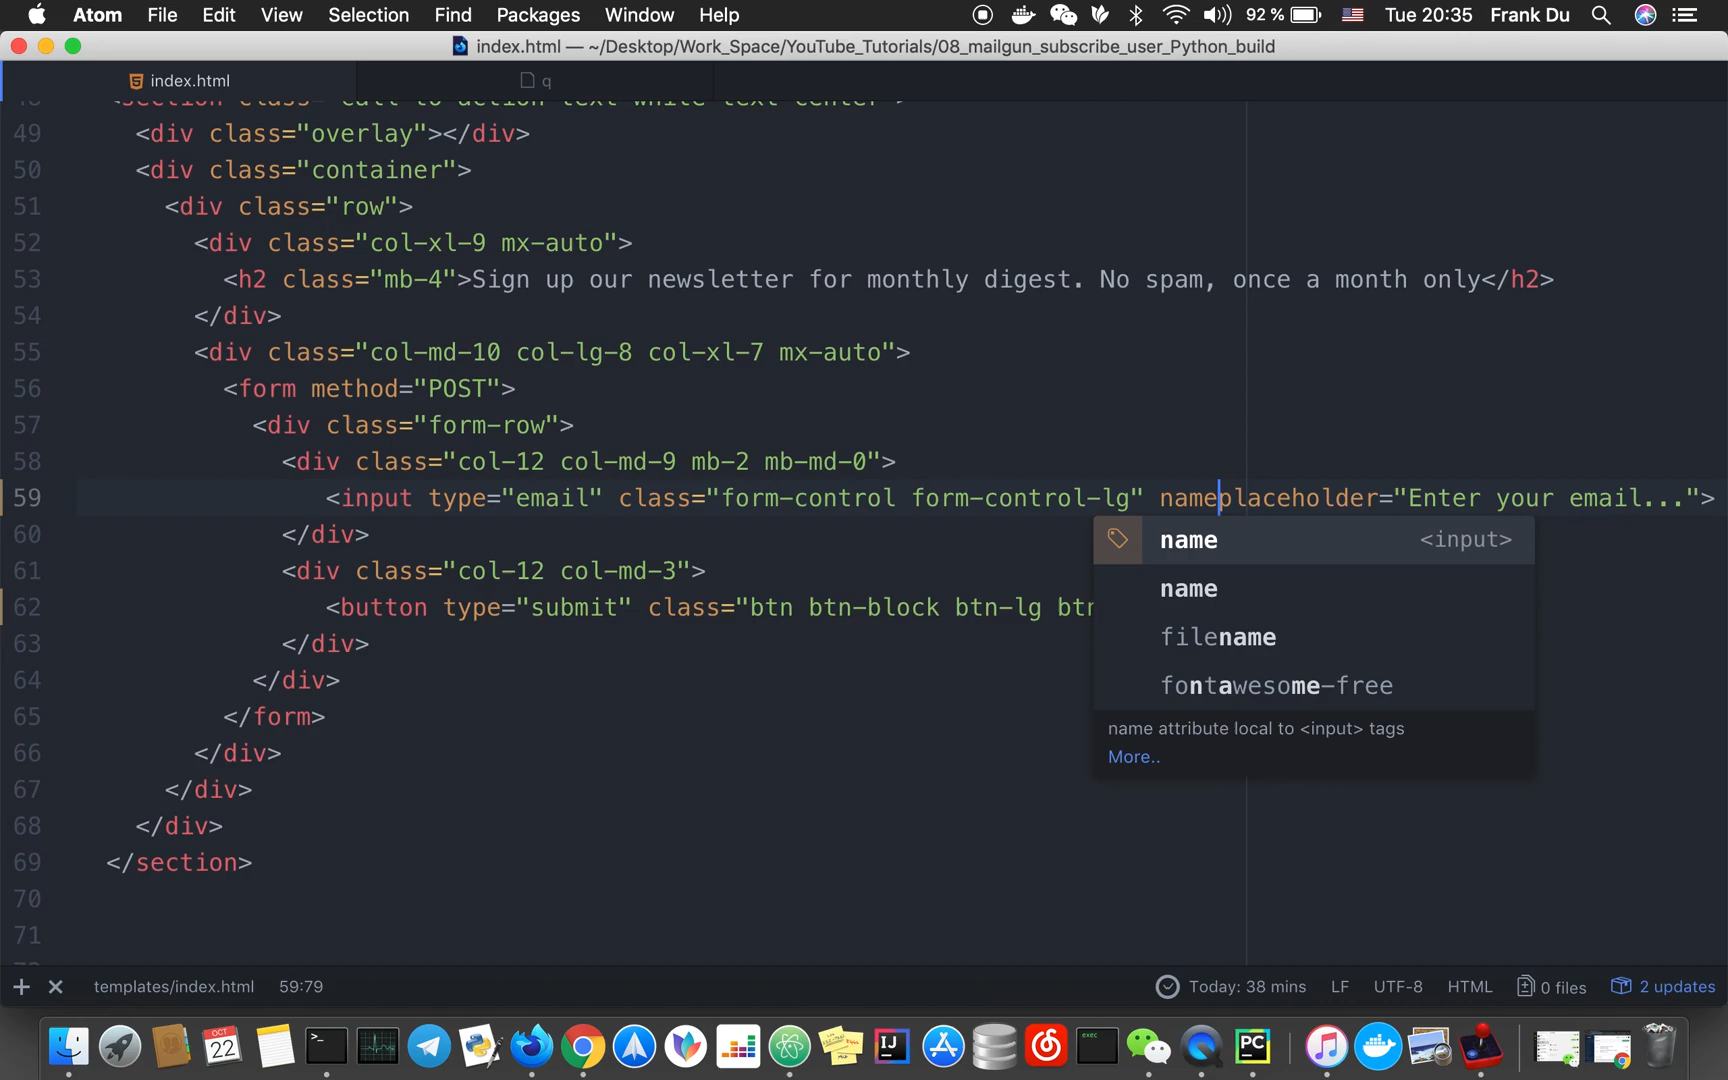 Atom File Edit View Selection Find Packages Window Help 92 % Tue 20:35 Frank Du
index.html — ~/Desktop/Work_Space/YouTube_Tutorials/08_mailgun_subscribe_user_Python_build
index.html q
49 <div class="overlay"></div>
50 <div class="container">
51 <div class="row">
52 <div class="col-xl-9 mx-auto">
53 <h2 class="mb-4">Sign up our newsletter for monthly digest. No spam, once a month only</h2>
54 </div>
55 <div class="col-md-10 col-lg-8 col-xl-7 mx-auto">
56 <form method="POST">
57 <div class="form-row">
58 <div class="col-12 col-md-9 mb-2 mb-md-0">
59 <input type="email" class="form-control form-control-lg" nameplaceholder="Enter your email...">
60 </div>
name <input>
61 <div class="col-12 col-md-3">
name
62 <button type="submit" class="btn btn-block btn-lg btn
63 </div>
filename
64 </div>
fontawesome-free
65 </form>
name attribute local to <input> tags
66 </div>
More..
67 </div>
68 </div>
69 </section>
70
71
templates/index.html 59:79 Today: 38 mins LF UTF-8 HTML 0 files 2 updates
OCT
22
IJ
exec
PC